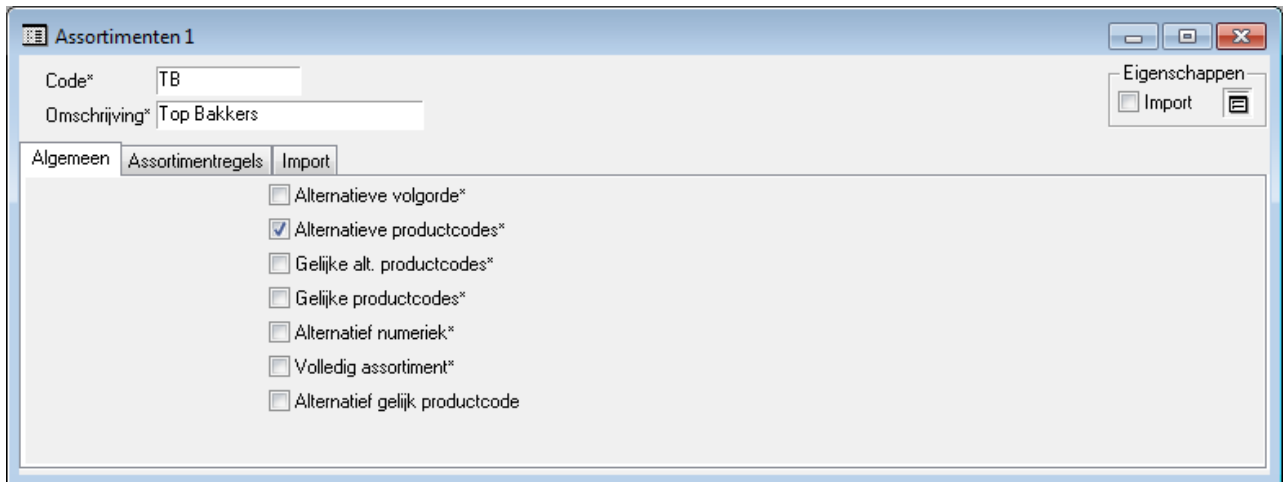 Assortimenten 1
Code* TB
Omschrijving* Top Bakkers
Eigenschappen
Import
Algemeen Assortimentregels Import
Alternatieve volgorde*
Alternatieve productcodes*
Gelijke alt. productcodes*
Gelijke productcodes*
Alternatief numeriek*
Volledig assortiment*
Alternatief gelijk productcode